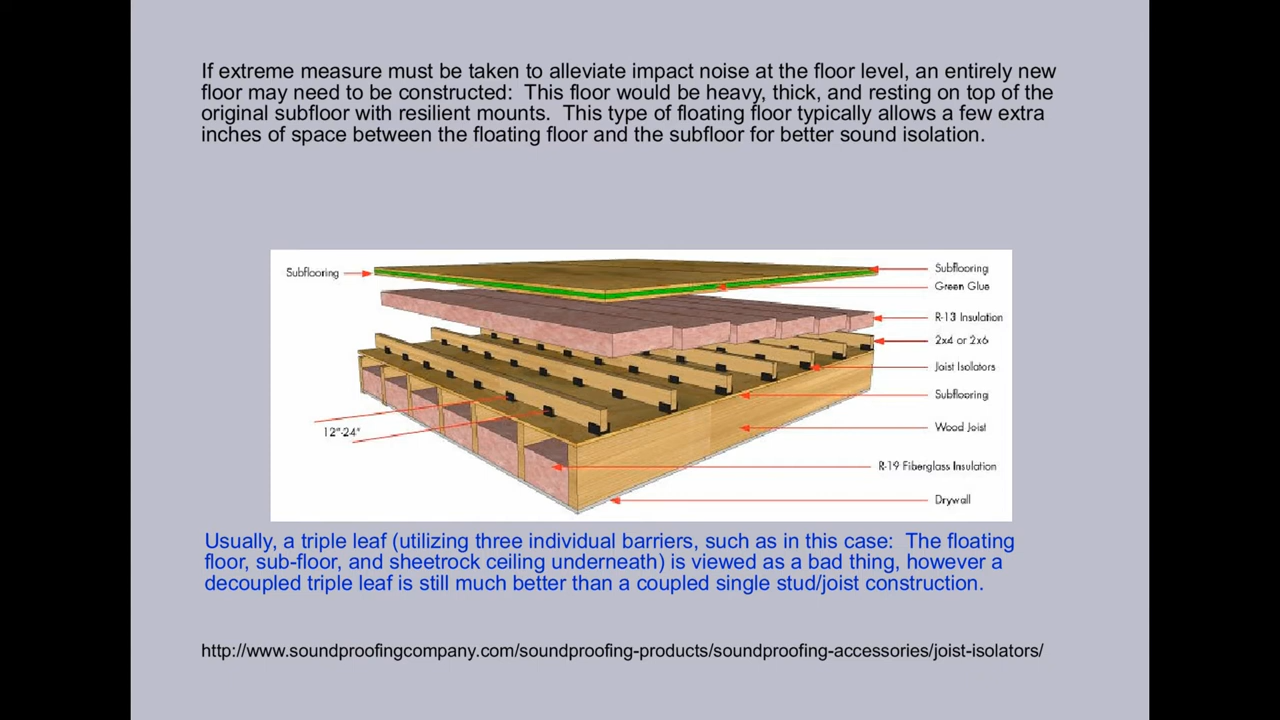 If extreme measure must be taken to alleviate impact noise at the floor level, an entirely new
floor may need to be constructed:  This floor would be heavy, thick, and resting on top of the
original subfloor with resilient mounts.  This type of floating floor typically allows a few extra
inches of space between the floating floor and the subfloor for better sound isolation.
Subflooring
Subflooring
Green Glue
R-13 Insulation
2x4 or 2x6
Joist Isolators
Subflooring
12"-24"
Wood Joist
R-19 Fiberglass Insulation
Drywall
Usually, a triple leaf (utilizing three individual barriers, such as in this case:  The floating
floor, sub-floor, and sheetrock ceiling underneath) is viewed as a bad thing, however a
decoupled triple leaf is still much better than a coupled single stud/joist construction.
http://www.soundproofingcompany.com/soundproofing-products/soundproofing-accessories/joist-isolators/